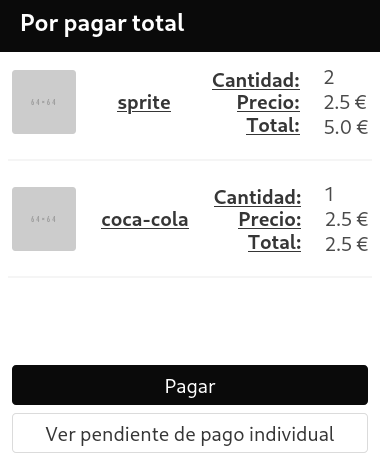 Por pagar total
64×64
sprite
Cantidad: 2
Precio: 2.5 €
Total: 5.0 €
64×64
coca-cola
Cantidad: 1
Precio: 2.5 €
Total: 2.5 €
Pagar
Ver pendiente de pago individual